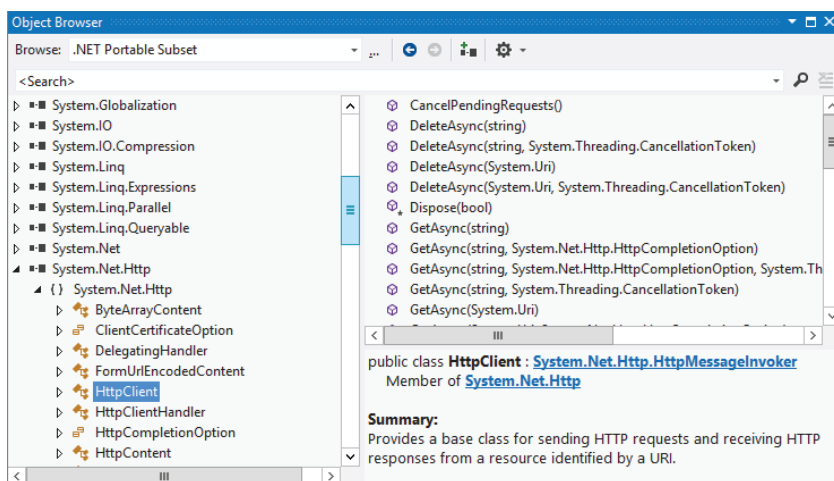 Object Browser
Browse: .NET Portable Subset
...
<Search>
System.Globalization
System.IO
System.IO.Compression
System.Linq
System.Linq.Expressions
System.Linq.Parallel
System.Linq.Queryable
System.Net
System.Net.Http
{ } System.Net.Http
ByteArrayContent
ClientCertificateOption
DelegatingHandler
FormUrlEncodedContent
HttpClient
HttpClientHandler
HttpCompletionOption
HttpContent
CancelPendingRequests()
DeleteAsync(string)
DeleteAsync(string, System.Threading.CancellationToken)
DeleteAsync(System.Uri)
DeleteAsync(System.Uri, System.Threading.CancellationToken)
Dispose(bool)
GetAsync(string)
GetAsync(string, System.Net.Http.HttpCompletionOption)
GetAsync(string, System.Net.Http.HttpCompletionOption, System.Th
GetAsync(string, System.Threading.CancellationToken)
GetAsync(System.Uri)
public class HttpClient : System.Net.Http.HttpMessageInvoker
Member of System.Net.Http
Summary:
Provides a base class for sending HTTP requests and receiving HTTP
responses from a resource identified by a URI.